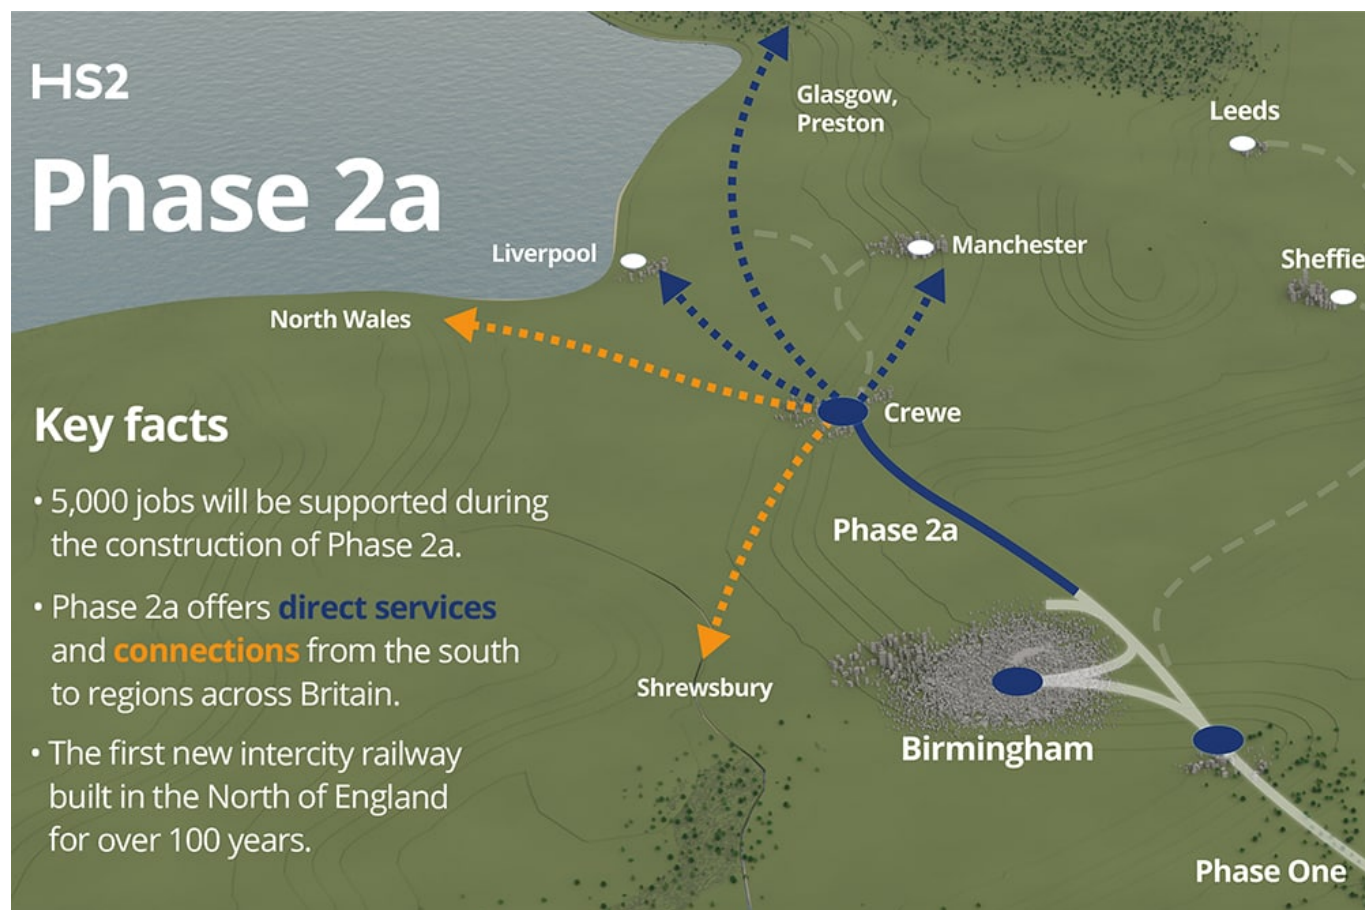 HS2
Phase 2a
Glasgow,
Preston
Leeds
Liverpool
Manchester
Sheffie
North Wales
Crewe
Key facts
• 5,000 jobs will be supported during
the construction of Phase 2a.
• Phase 2a offers direct services
and connections from the south
to regions across Britain.
• The first new intercity railway
built in the North of England
for over 100 years.
Phase 2a
Shrewsbury
Birmingham
Phase One